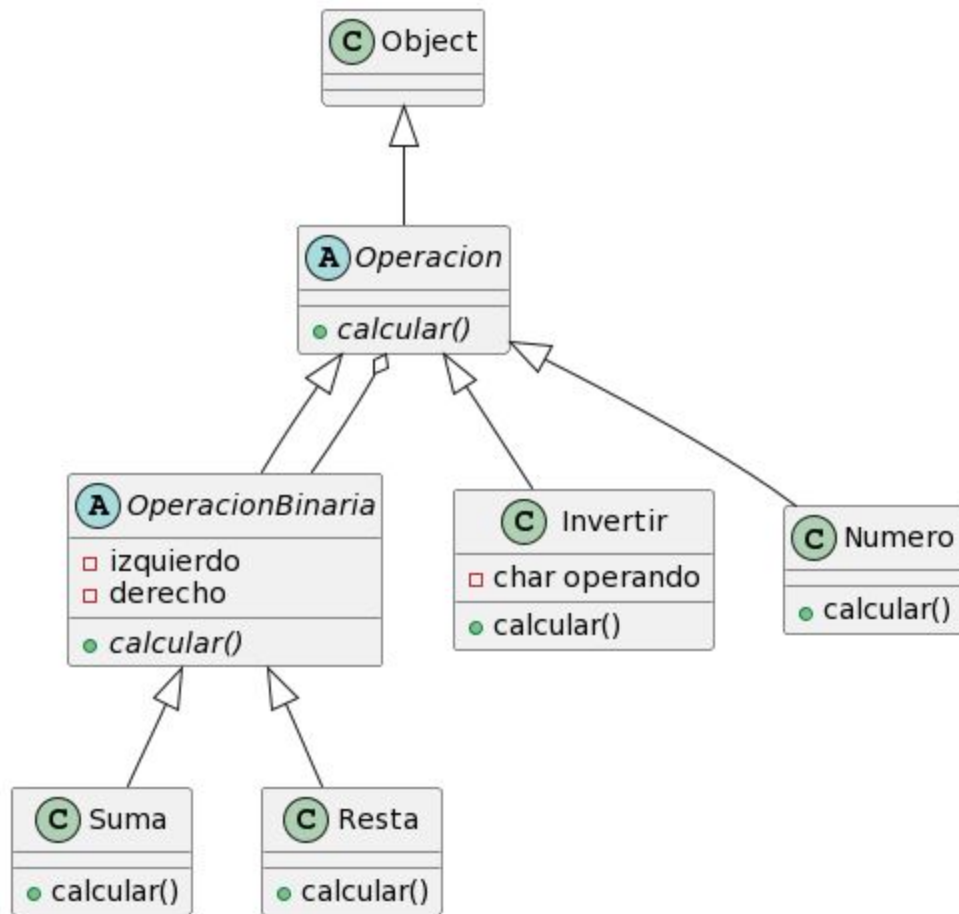 C Object
A Operacion
calcular()
A OperacionBinaria
izquierdo
derecho
calcular()
C Invertir
char operando
calcular()
C Numero
calcular()
C Suma
calcular()
C Resta
calcular()